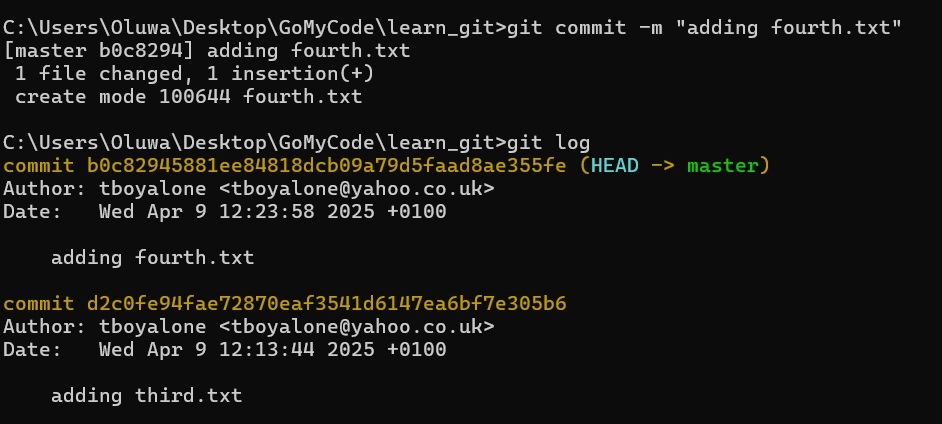 C:\Users\Oluwa\Desktop\GoMyCode\learn_git>git commit -m "adding fourth.txt"
[master b0c8294] adding fourth.txt
 1 file changed, 1 insertion(+)
 create mode 100644 fourth.txt
C:\Users\Oluwa\Desktop\GoMyCode\learn_git>git log
commit b0c82945881ee84818dcb09a79d5faad8ae355fe (HEAD -> master)
Author: tboyalone <tboyalone@yahoo.co.uk>
Date:   Wed Apr 9 12:23:58 2025 +0100
    adding fourth.txt
commit d2c0fe94fae72870eaf3541d6147ea6bf7e305b6
Author: tboyalone <tboyalone@yahoo.co.uk>
Date:   Wed Apr 9 12:13:44 2025 +0100
    adding third.txt